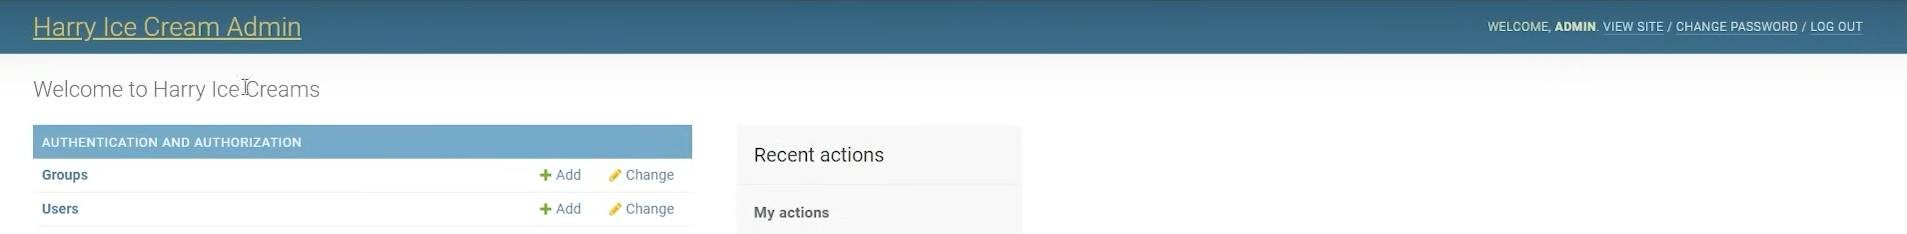 Harry Ice Cream Admin
WELCOME, ADMIN. VIEW SITE / CHANGE PASSWORD / LOG OUT
Welcome to Harry Ice Creams
AUTHENTICATION AND AUTHORIZATION
Groups Add Change
Users Add Change
Recent actions
My actions